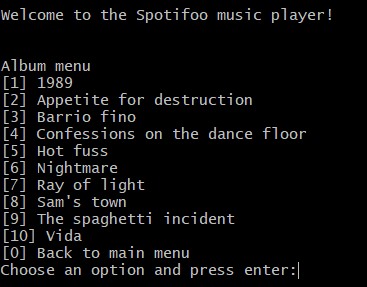 Welcome to the Spotifoo music player!
Album menu
[1] 1989
[2] Appetite for destruction
[3] Barrio fino
[4] Confessions on the dance floor
[5] Hot fuss
[6] Nightmare
[7] Ray of light
[8] Sam's town
[9] The spaghetti incident
[10] Vida
[0] Back to main menu
Choose an option and press enter: